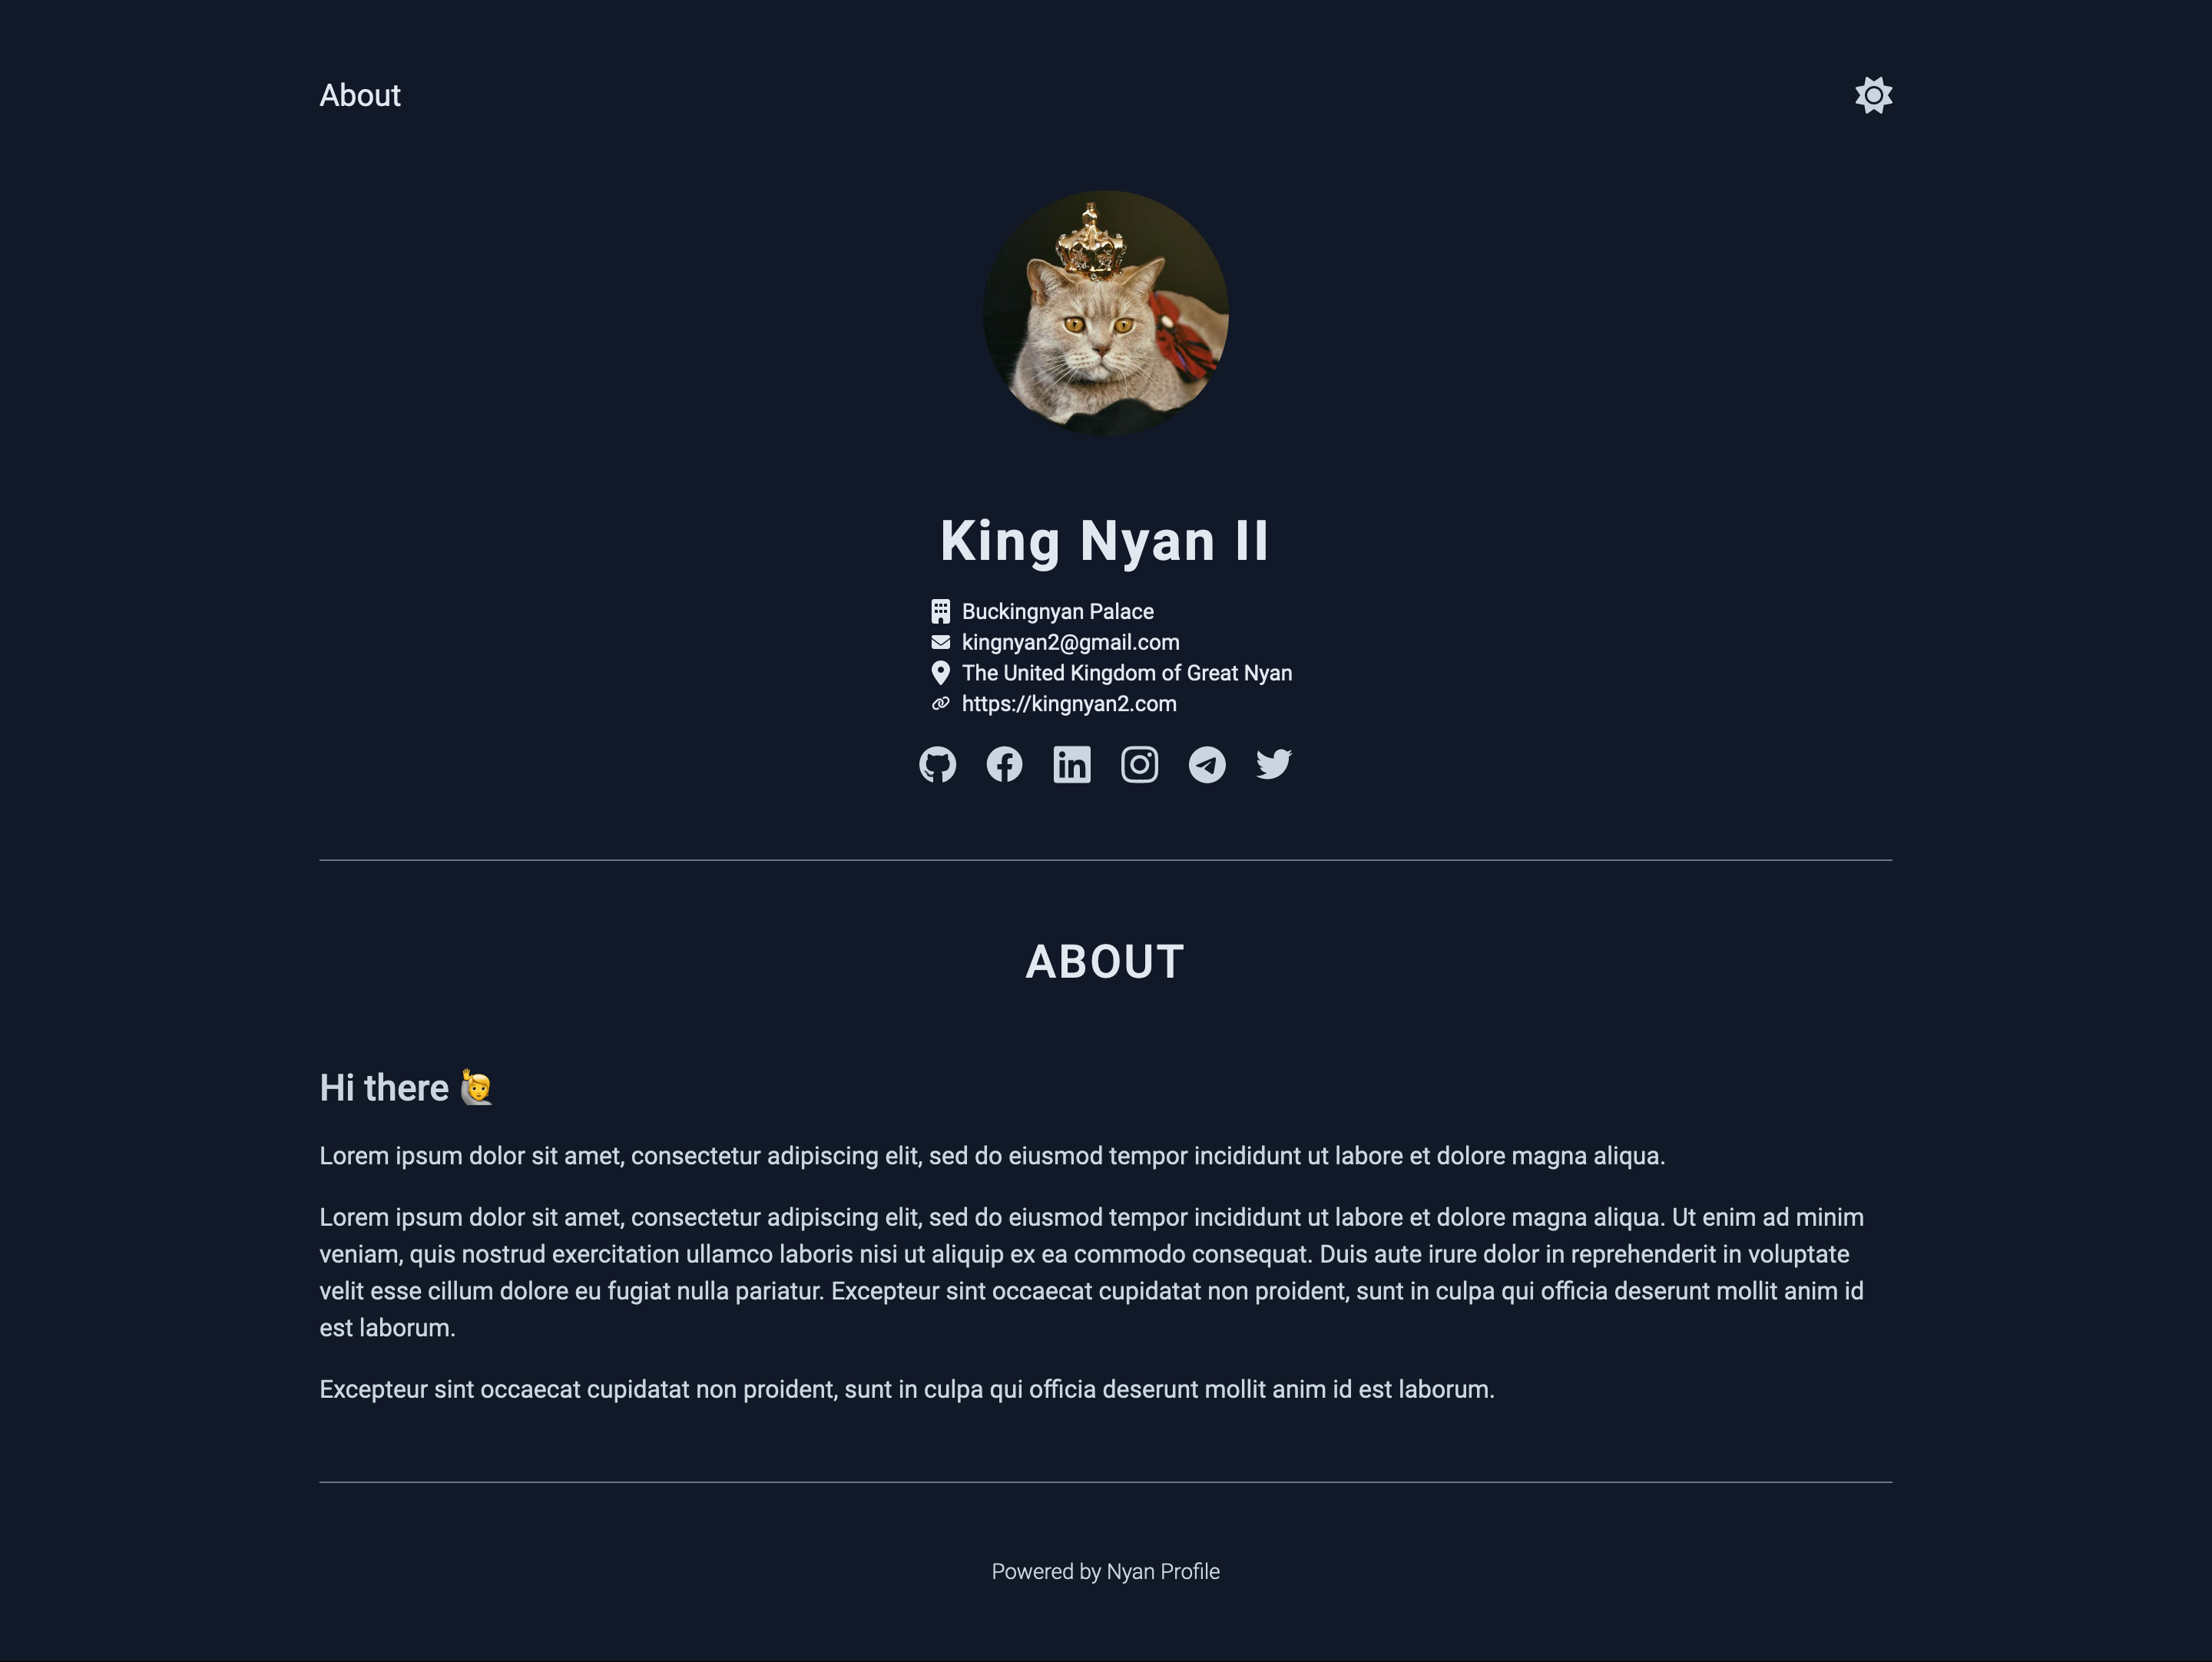 About
King Nyan II
Buckingnyan Palace
kingnyan2@gmail.com
The United Kingdom of Great Nyan
https://kingnyan2.com
ABOUT
Hi there 🙋
Lorem ipsum dolor sit amet, consectetur adipiscing elit, sed do eiusmod tempor incididunt ut labore et dolore magna aliqua.
Lorem ipsum dolor sit amet, consectetur adipiscing elit, sed do eiusmod tempor incididunt ut labore et dolore magna aliqua. Ut enim ad minim
veniam, quis nostrud exercitation ullamco laboris nisi ut aliquip ex ea commodo consequat. Duis aute irure dolor in reprehenderit in voluptate
velit esse cillum dolore eu fugiat nulla pariatur. Excepteur sint occaecat cupidatat non proident, sunt in culpa qui officia deserunt mollit anim id
est laborum.
Excepteur sint occaecat cupidatat non proident, sunt in culpa qui officia deserunt mollit anim id est laborum.
Powered by Nyan Profile